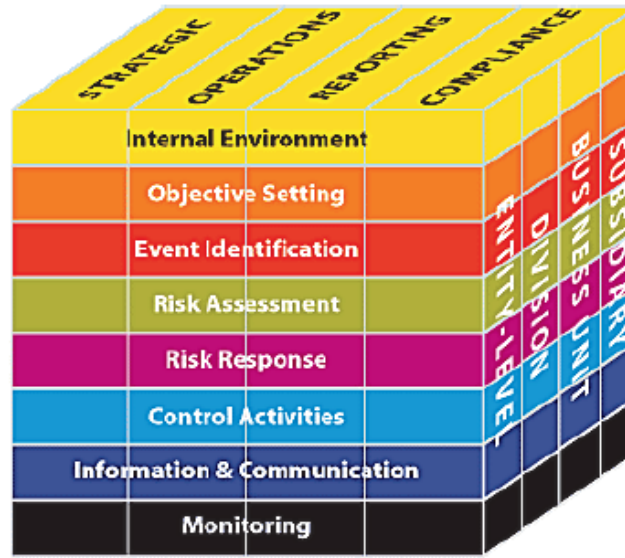 STRATEGIC
OPERATIONS
REPORTING
COMPLIANCE
Internal Environment
Objective Setting
Event Identification
Risk Assessment
Risk Response
Control Activities
Information & Communication
Monitoring
ENTITY-LEVEL
DIVISION
BUSINESS UNIT
SUBSIDIARY